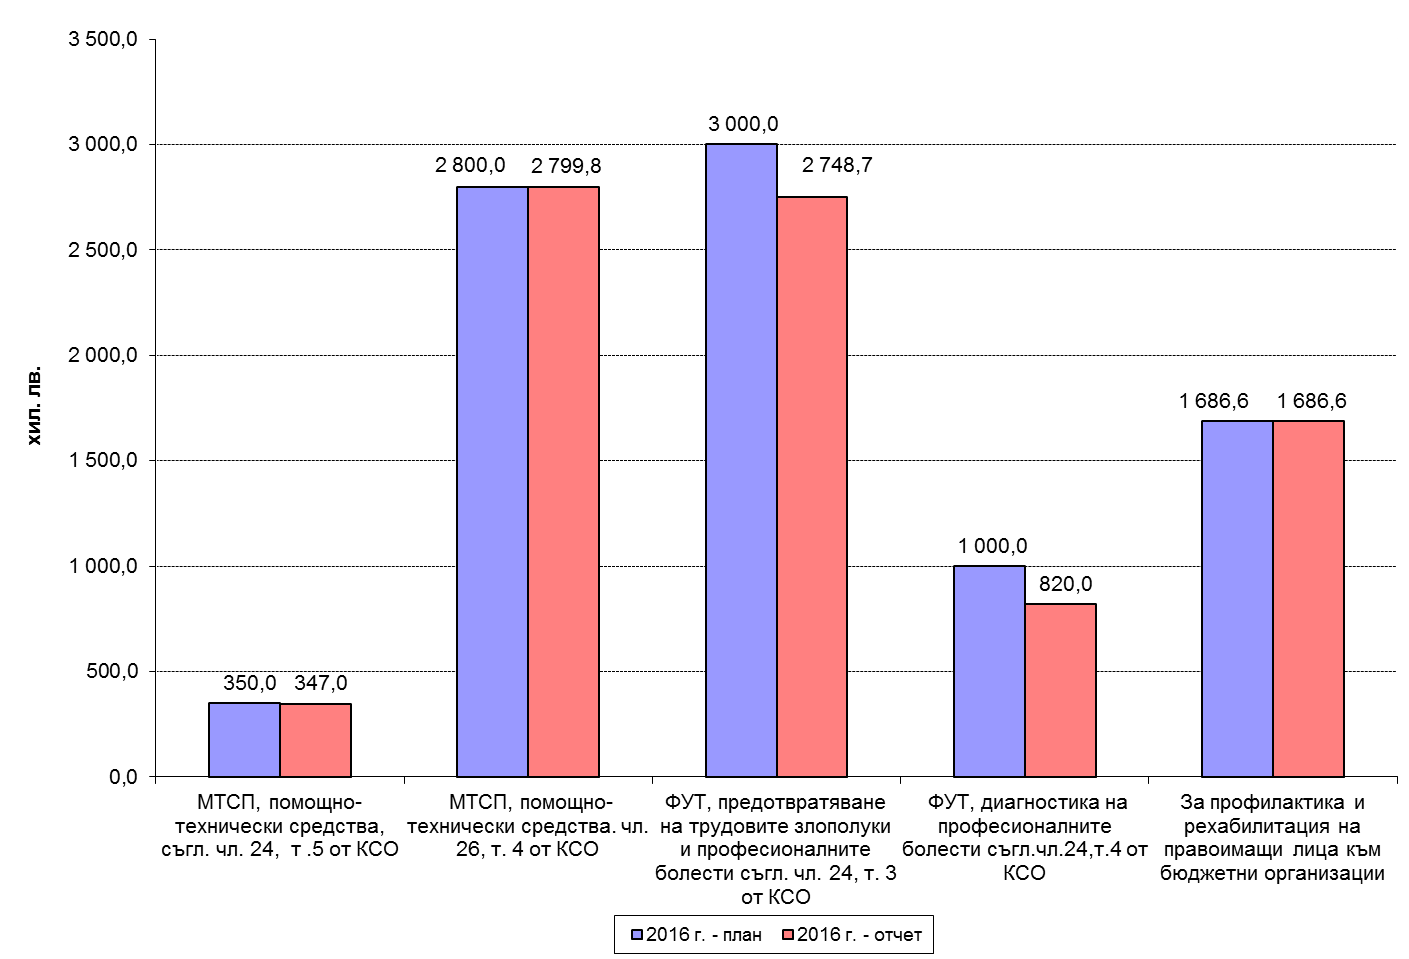 3 500,0
3 000,0
2 500,0
2 000,0
1 500,0
1 000,0
500,0
0,0
хил. лв.
350,0 347,0
2 800,0 2 799,8
3 000,0
2 748,7
1 000,0
820,0
1 686,6 1 686,6
МТСП, помощно-
технически средства,
съгл. чл. 24, т .5 от КСО
МТСП, помощно-
технически средства. чл.
26, т. 4 от КСО
ФУТ, предотвратяване
на трудовите злополуки
и професионалните
болести съгл. чл. 24, т. 3
от КСО
ФУТ, диагностика на
професионалните
болести съгл.чл.24,т.4 от
КСО
За профилактика и
рехабилитация на
правоимащи лица към
бюджетни организации
2016 г. - план
2016 г. - отчет